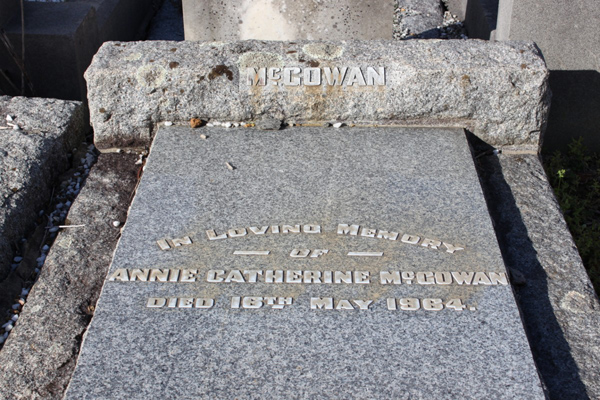 McGOWAN
IN LOVING MEMORY
— OF —
ANNIE CATHERINE McGOWAN
DIED 16TH MAY 1964.